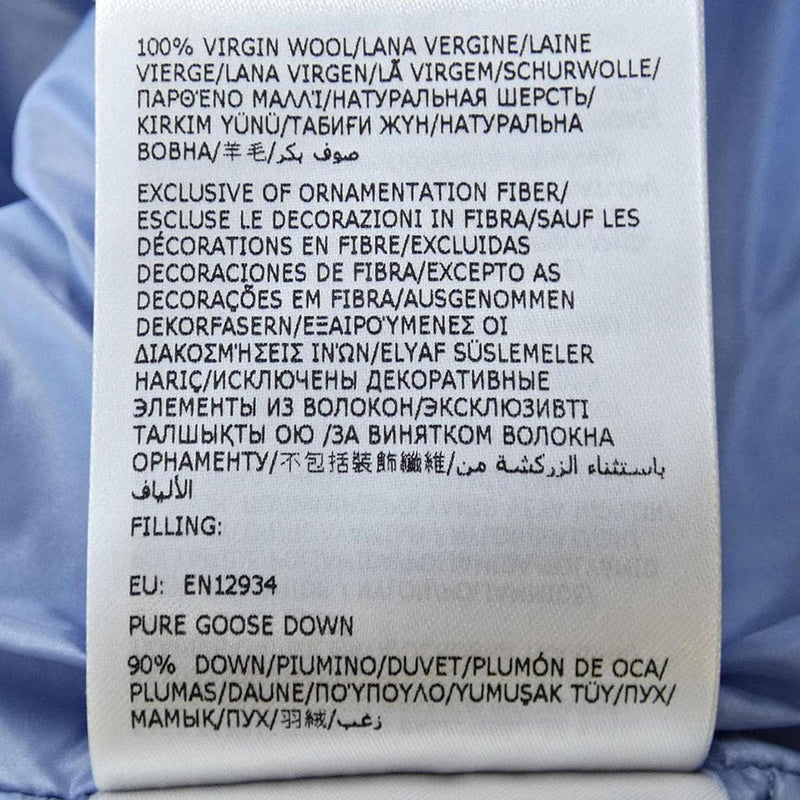 100% VIRGIN WOOL/LANA VERGINE/LAINE
VIERGE/LANA VIRGEN/LÃ VIRGEM/SCHURWOLLE/
ΠΑΡΘΈΝΟ ΜΑΛΛΊ/НАТУРАЛЬНАЯ ШЕРСТЬ/
KIRKIM YÜNÜ/ТАБИҒИ ЖҮН/НАТУРАЛЬНА
ВОВНА/羊毛/صوف بكر
EXCLUSIVE OF ORNAMENTATION FIBER/
ESCLUSE LE DECORAZIONI IN FIBRA/SAUF LES
DÉCORATIONS EN FIBRE/EXCLUIDAS
DECORACIONES DE FIBRA/EXCEPTO AS
DECORAÇÕES EM FIBRA/AUSGENOMMEN
DEKORFASERN/ΕΞΑΙΡΟΎΜΕΝΕΣ ΟΙ
ΔΙΑΚΟΣΜΉΣΕΙΣ ΙΝΏΝ/ELYAF SÜSLEMELER
HARIÇ/ИСКЛЮЧЕНЫ ДЕКОРАТИВНЫЕ
ЭЛЕМЕНТЫ ИЗ ВОЛОКОН/ЭКСКЛЮЗИВТІ
ТАЛШЫҚТЫ ОЮ /ЗА ВИНЯТКОМ ВОЛОКНА
ОРНАМЕНТУ/不包括裝飾纖維/باستثناء الزركشة من
الألياف
FILLING:
EU: EN12934
PURE GOOSE DOWN
90% DOWN/PIUMINO/DUVET/PLUMÓN DE OCA/
PLUMAS/DAUNE/ΠΟΎΠΟΥΛΟ/YUMUŞAK TÜY/ПУХ/
МАМЫҚ/ПУХ/羽絨/زغب